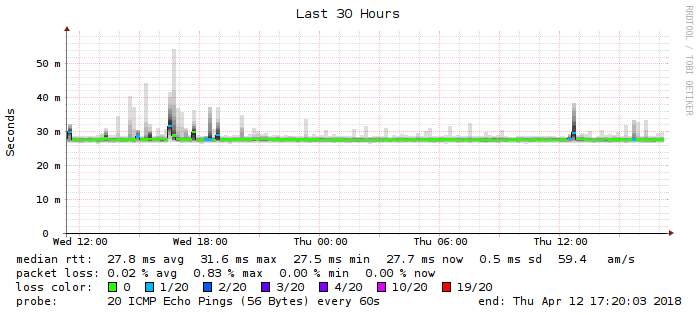 Last 30 Hours
RRDTOOL / TOBI OETIKER
Seconds
50 m
40 m
30 m
20 m
10 m
0
Wed 12:00 Wed 18:00 Thu 00:00 Thu 06:00 Thu 12:00
median rtt: 27.8 ms avg 31.6 ms max 27.5 ms min 27.7 ms now 0.5 ms sd 59.4 am/s
packet loss: 0.02 % avg 0.83 % max 0.00 % min 0.00 % now
loss color: 0 1/20 2/20 3/20 4/20 10/20 19/20
probe: 20 ICMP Echo Pings (56 Bytes) every 60s end: Thu Apr 12 17:20:03 2018